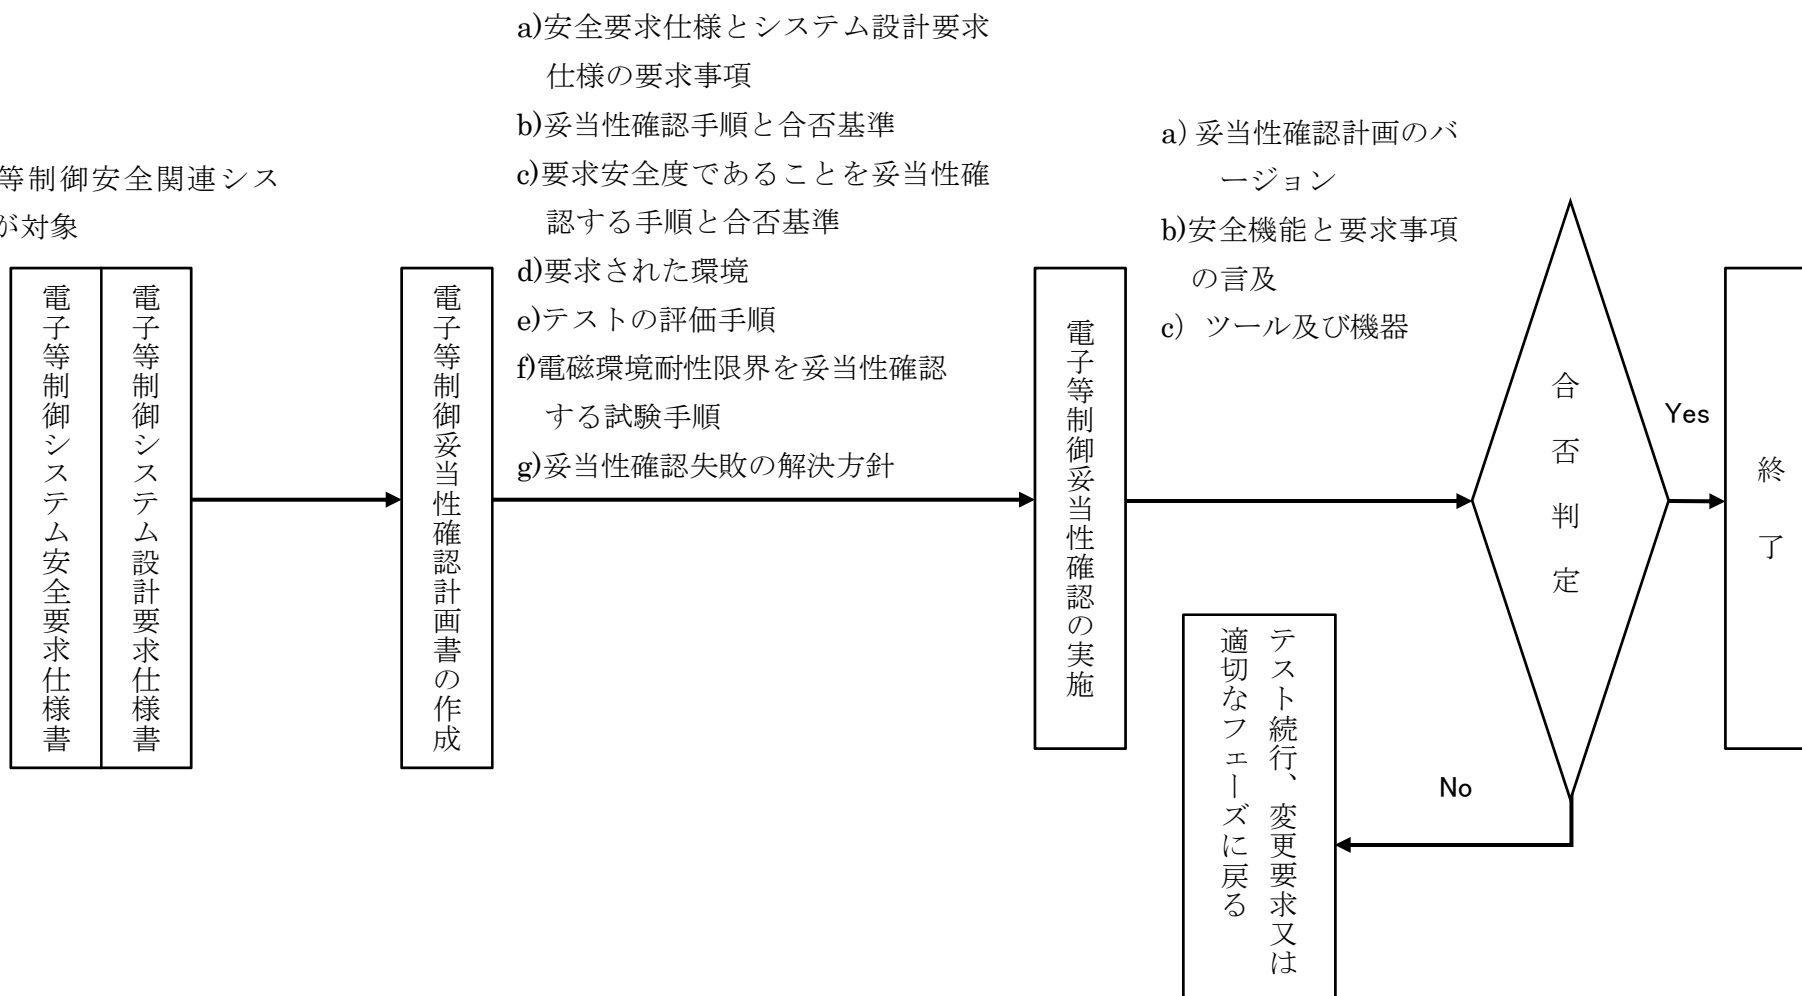 等制御安全関連シス
が対象
電子等制御システム安全要求仕様書
電子等制御システム設計要求仕様書
電子等制御妥当性確認計画書の作成
a)安全要求仕様とシステム設計要求
仕様の要求事項
b)妥当性確認手順と合否基準
c)要求安全度であることを妥当性確
認する手順と合否基準
d)要求された環境
e)テストの評価手順
f)電磁環境耐性限界を妥当性確認
する試験手順
g)妥当性確認失敗の解決方針
電子等制御妥当性確認の実施
a) 妥当性確認計画のバ
ージョン
b)安全機能と要求事項
の言及
c) ツール及び機器
合否判定
Yes
終了
No
テスト続行、変更要求又は
適切なフェーズに戻る